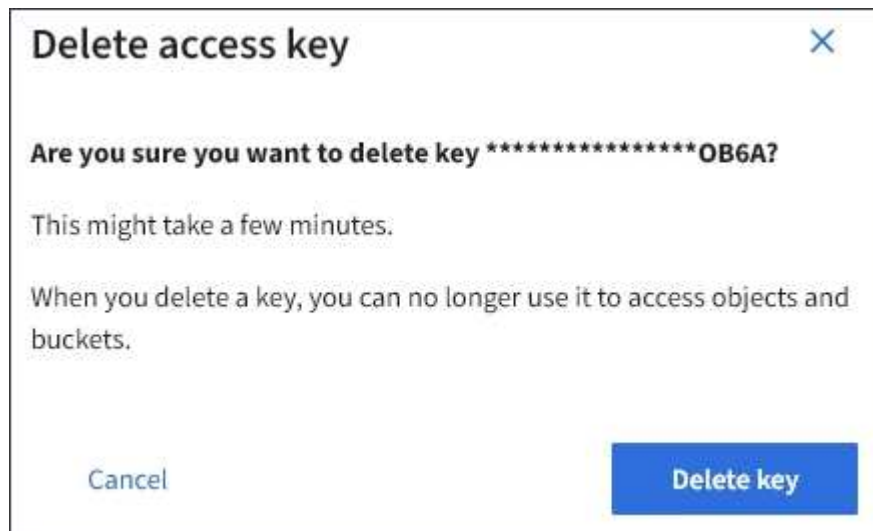 Delete access key
Are you sure you want to delete key ****************OB6A?
This might take a few minutes.
When you delete a key, you can no longer use it to access objects and
buckets.
Cancel
Delete key